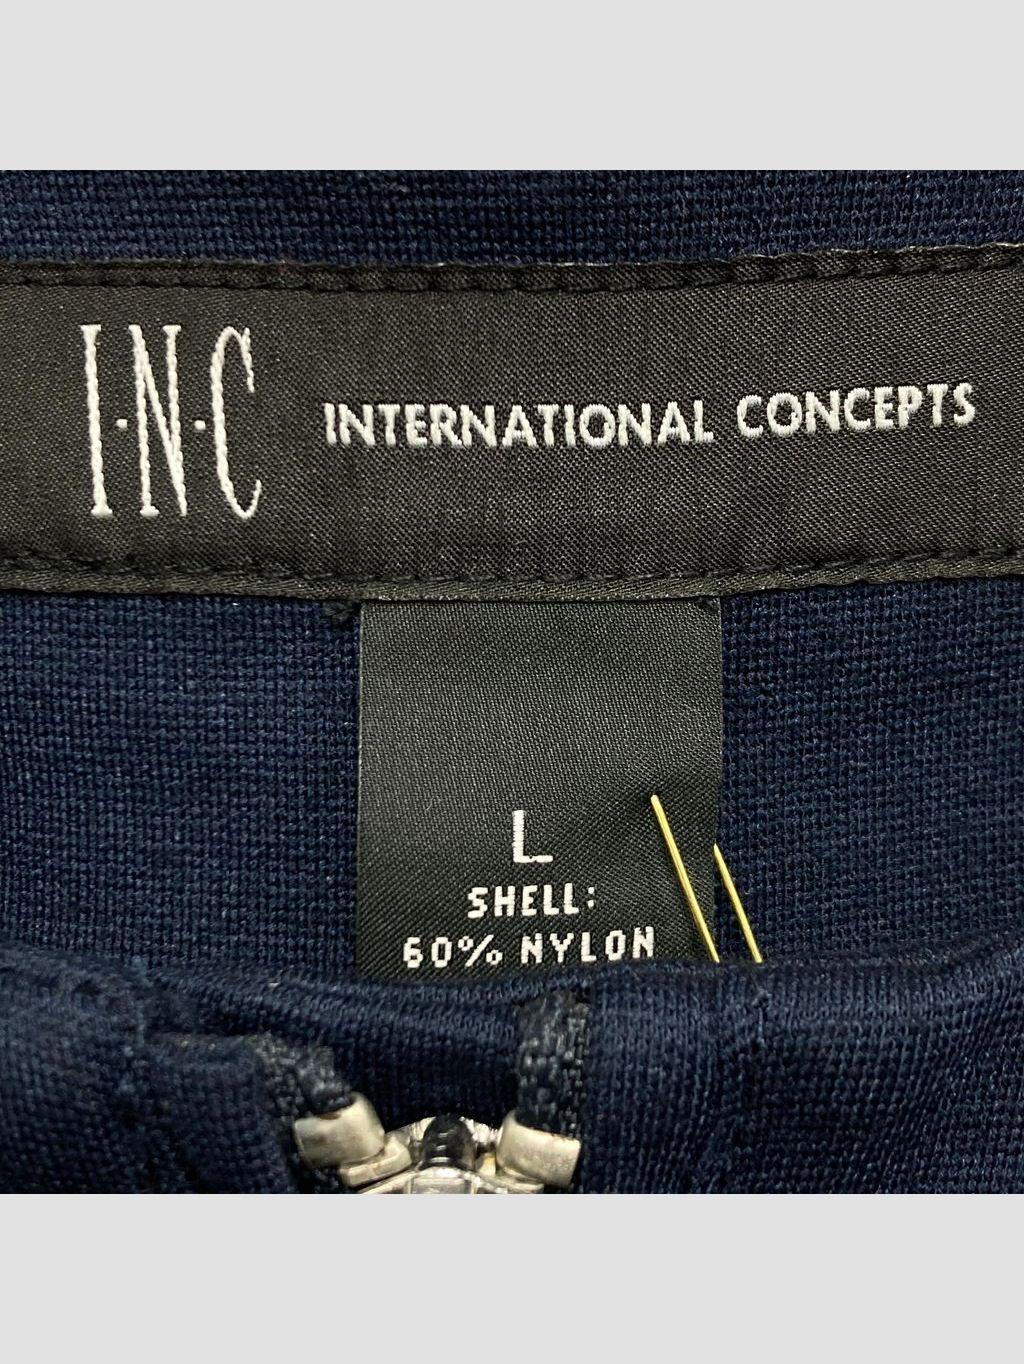 I·N·C INTERNATIONAL CONCEPTS
L
SHELL:
60% NYLON